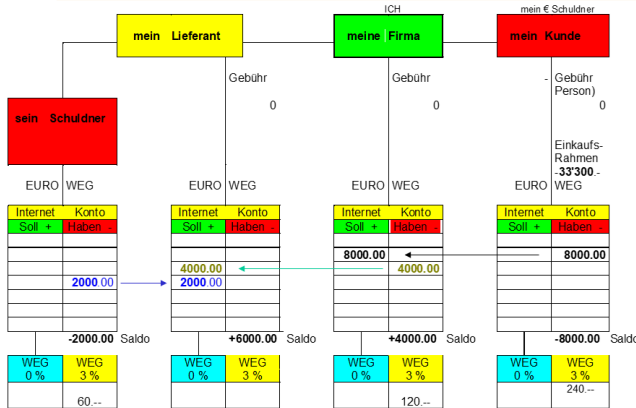 ICH
mein € Schuldner
mein Lieferant
meine Firma
mein Kunde
Gebühr
0
Gebühr
0
- Gebühr
Person)
0
sein Schuldner
Einkaufs-
Rahmen
-33'300.-
EURO WEG
EURO WEG
EURO WEG
EURO WEG
Internet Konto
Internet Konto
Internet Konto
Internet Konto
Soll + Haben -
Soll + Haben -
Soll + Haben -
Soll + Haben -
8000.00
8000.00
4000.00
4000.00
2000.00
2000.00
-2000.00 Saldo
+6000.00 Saldo
+4000.00 Saldo
-8000.00 Saldo
WEG WEG
0 % 3 %
WEG WEG
0 % 3 %
WEG WEG
0 % 3 %
WEG WEG
0 % 3 %
240.--
60.--
120.--